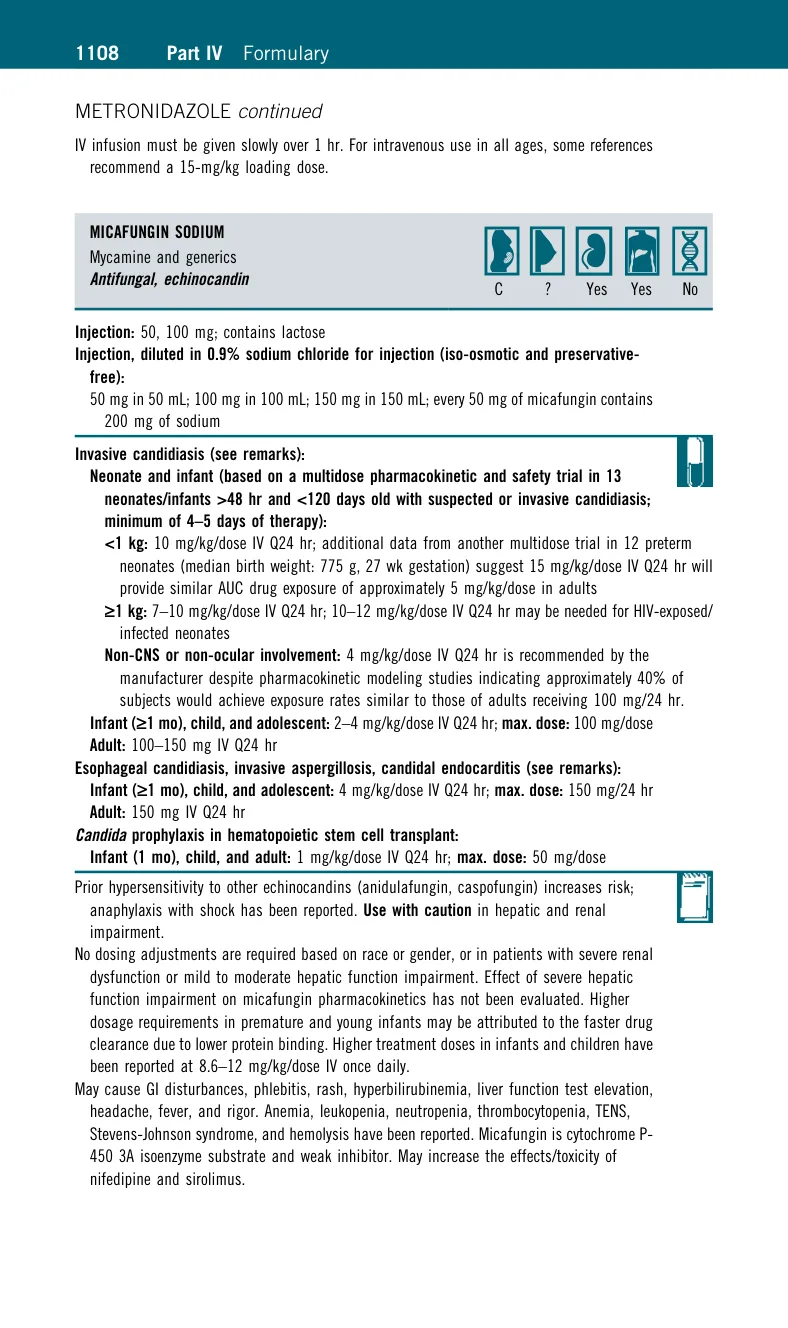 1108 Part IV Formulary
METRONIDAZOLE continued
IV infusion must be given slowly over 1 hr. For intravenous use in all ages, some references
recommend a 15-mg/kg loading dose.
MICAFUNGIN SODIUM
Mycamine and generics
Antifungal, echinocandin
C ? Yes Yes No
Injection: 50, 100 mg; contains lactose
Injection, diluted in 0.9% sodium chloride for injection (iso-osmotic and preservative-
free):
50 mg in 50 mL; 100 mg in 100 mL; 150 mg in 150 mL; every 50 mg of micafungin contains
200 mg of sodium
Invasive candidiasis (see remarks):
Neonate and infant (based on a multidose pharmacokinetic and safety trial in 13
neonates/infants >48 hr and <120 days old with suspected or invasive candidiasis;
minimum of 4–5 days of therapy):
<1 kg: 10 mg/kg/dose IV Q24 hr; additional data from another multidose trial in 12 preterm
neonates (median birth weight: 775 g, 27 wk gestation) suggest 15 mg/kg/dose IV Q24 hr will
provide similar AUC drug exposure of approximately 5 mg/kg/dose in adults
≥1 kg: 7–10 mg/kg/dose IV Q24 hr; 10–12 mg/kg/dose IV Q24 hr may be needed for HIV-exposed/
infected neonates
Non-CNS or non-ocular involvement: 4 mg/kg/dose IV Q24 hr is recommended by the
manufacturer despite pharmacokinetic modeling studies indicating approximately 40% of
subjects would achieve exposure rates similar to those of adults receiving 100 mg/24 hr.
Infant (≥1 mo), child, and adolescent: 2–4 mg/kg/dose IV Q24 hr; max. dose: 100 mg/dose
Adult: 100–150 mg IV Q24 hr
Esophageal candidiasis, invasive aspergillosis, candidal endocarditis (see remarks):
Infant (≥1 mo), child, and adolescent: 4 mg/kg/dose IV Q24 hr; max. dose: 150 mg/24 hr
Adult: 150 mg IV Q24 hr
Candida prophylaxis in hematopoietic stem cell transplant:
Infant (1 mo), child, and adult: 1 mg/kg/dose IV Q24 hr; max. dose: 50 mg/dose
Prior hypersensitivity to other echinocandins (anidulafungin, caspofungin) increases risk;
anaphylaxis with shock has been reported. Use with caution in hepatic and renal
impairment.
No dosing adjustments are required based on race or gender, or in patients with severe renal
dysfunction or mild to moderate hepatic function impairment. Effect of severe hepatic
function impairment on micafungin pharmacokinetics has not been evaluated. Higher
dosage requirements in premature and young infants may be attributed to the faster drug
clearance due to lower protein binding. Higher treatment doses in infants and children have
been reported at 8.6–12 mg/kg/dose IV once daily.
May cause GI disturbances, phlebitis, rash, hyperbilirubinemia, liver function test elevation,
headache, fever, and rigor. Anemia, leukopenia, neutropenia, thrombocytopenia, TENS,
Stevens-Johnson syndrome, and hemolysis have been reported. Micafungin is cytochrome P-
450 3A isoenzyme substrate and weak inhibitor. May increase the effects/toxicity of
nifedipine and sirolimus.